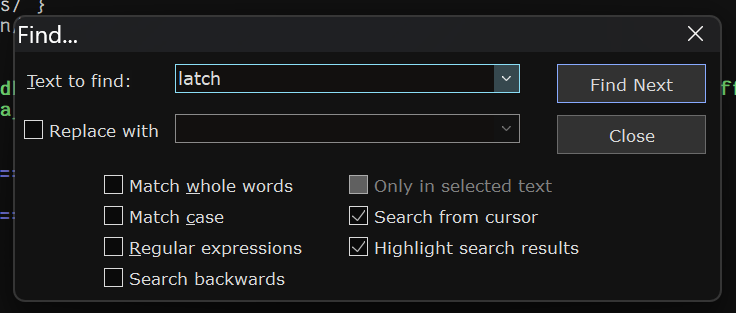 s/ }
n,
Find...
Text to find:
latch
Find Next
Replace with
Close
Match whole words
Only in selected text
Match case
Search from cursor
Regular expressions
Highlight search results
Search backwards